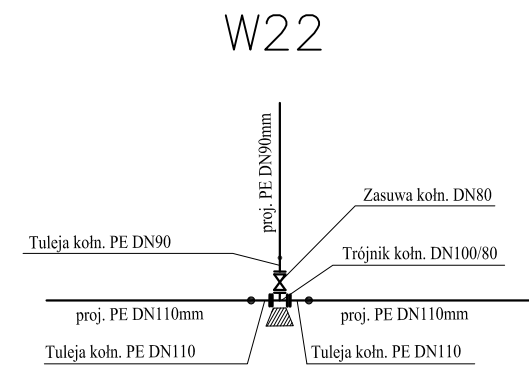 W22
proj. PE DN90mm
Zasuwa kołn. DN80
Tuleja kołn. PE DN90
Trójnik kołn. DN100/80
proj. PE DN110mm
proj. PE DN110mm
Tuleja kołn. PE DN110
Tuleja kołn. PE DN110